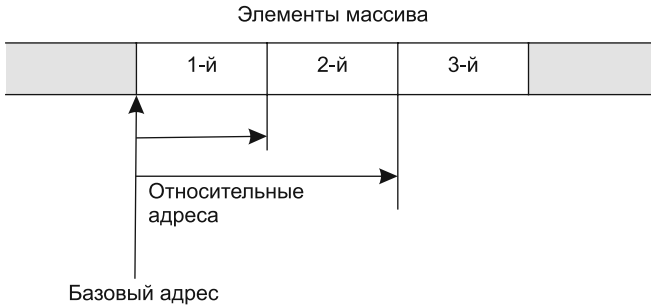 Элементы массива
1-й 2-й 3-й
Относительные
адреса
Базовый адрес